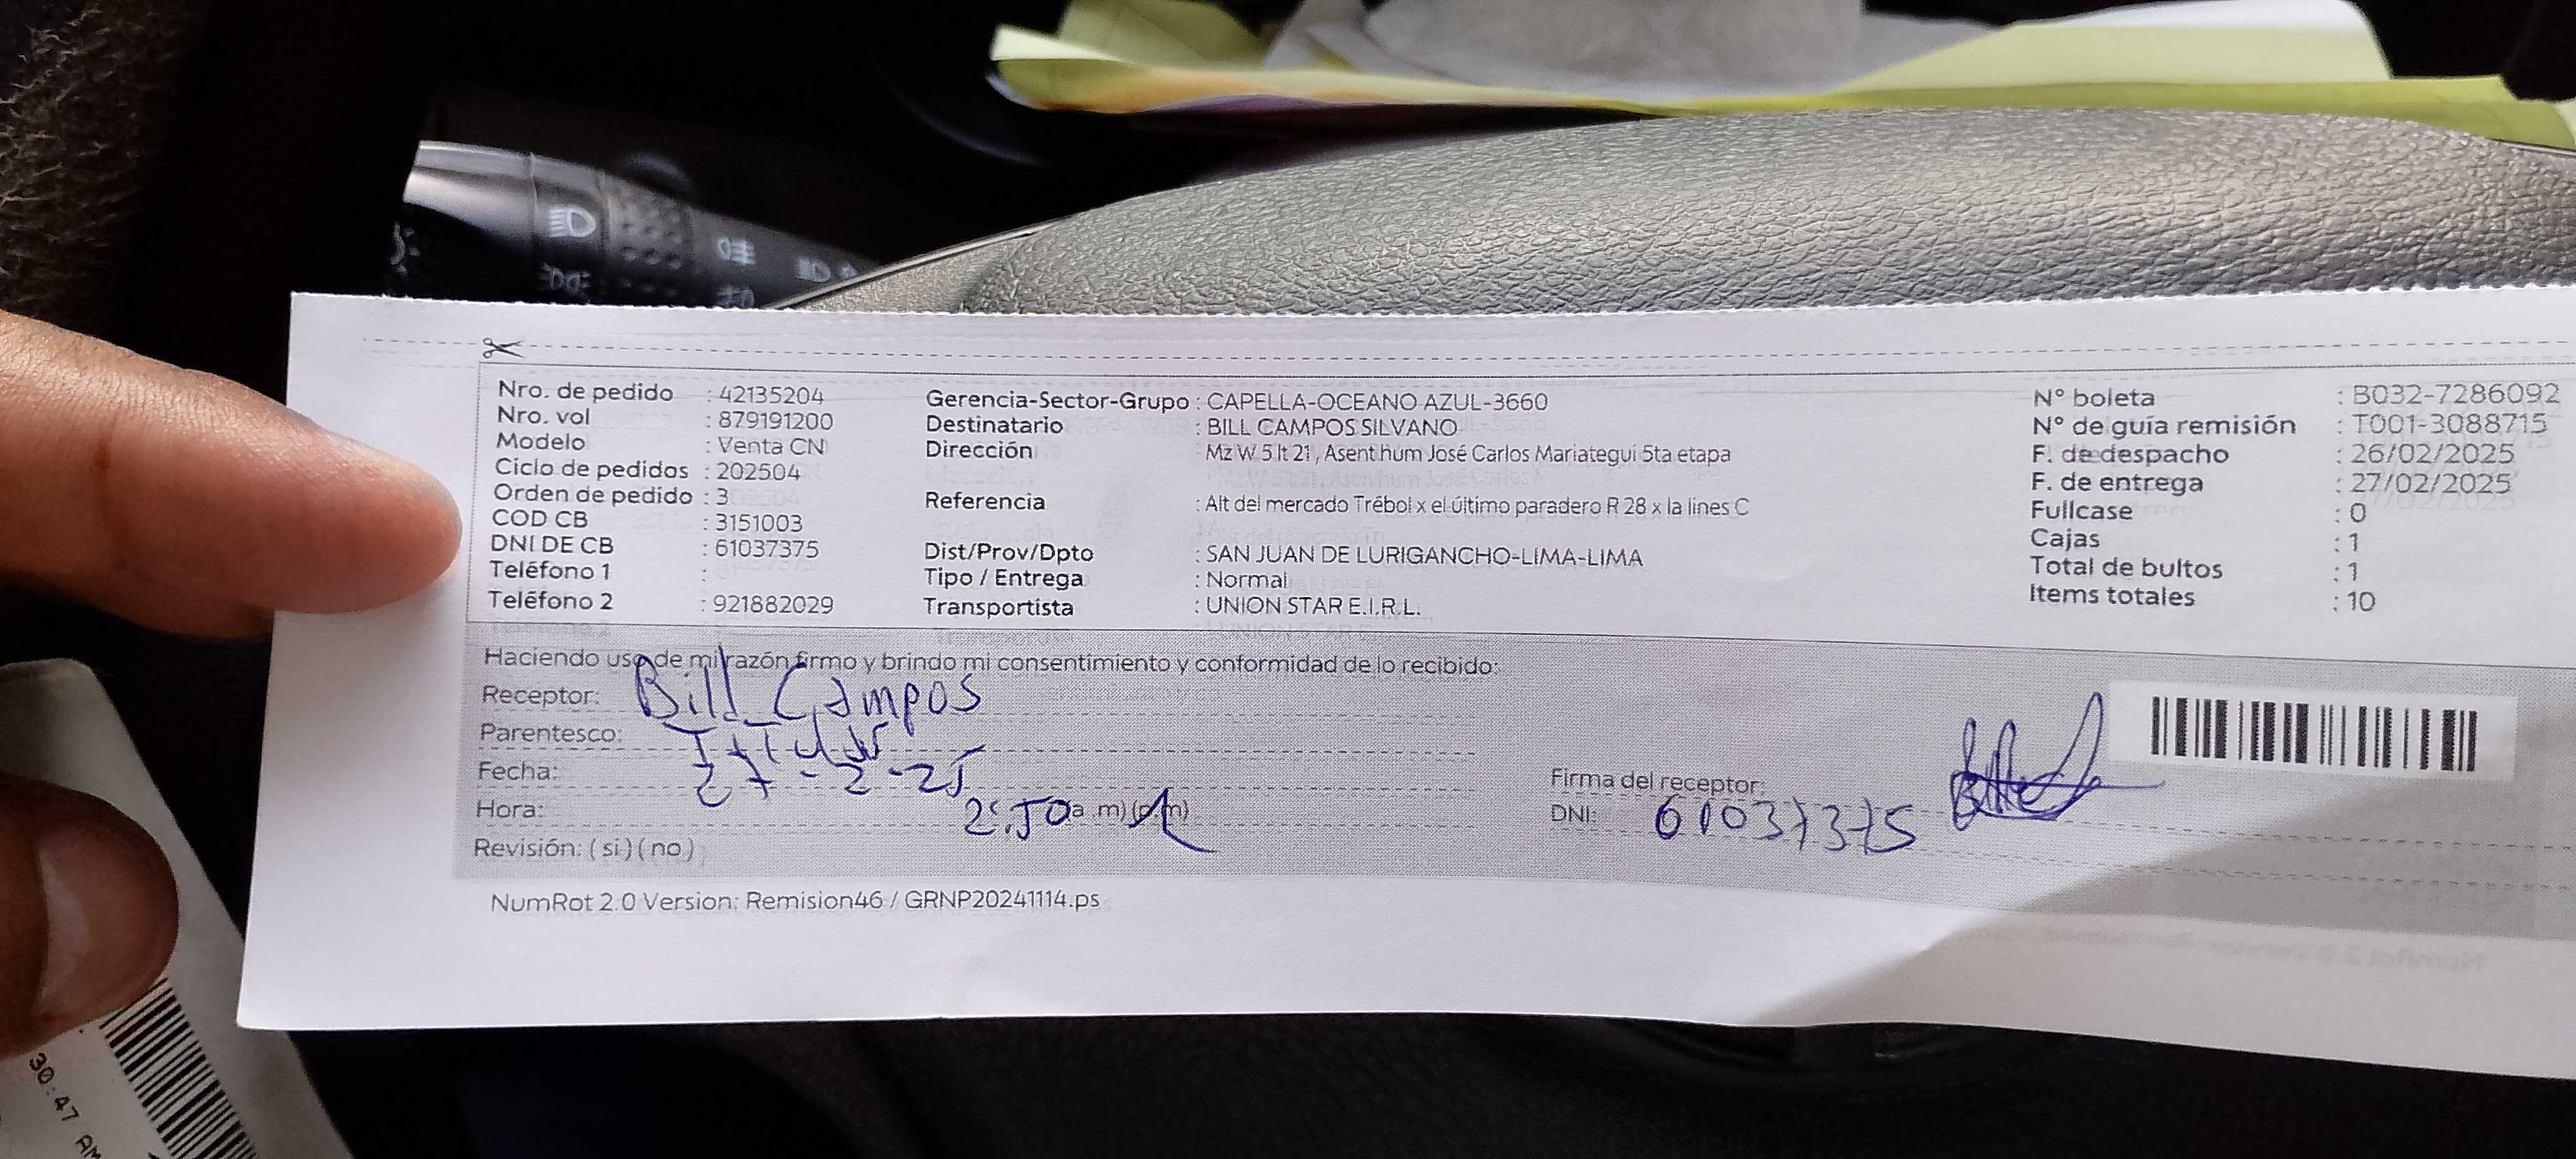 Nro. de pedido : 42135204
Nro. vol : 879191200
Modelo : Venta CN
Ciclo de pedidos : 202504
Orden de pedido : 3
COD CB : 3151003
DNI DE CB : 61037375
Teléfono 1 :
Teléfono 2 : 921882029
Gerencia-Sector-Grupo : CAPELLA-OCEANO AZUL-3660
Destinatario : BILL CAMPOS SILVANO
Dirección : Mz W 5 lt 21, Asent hum José Carlos Mariategui 5ta etapa
Referencia : Alt del mercado Trébol x el último paradero R 28 x la lines C
Dist/Prov/Dpto : SAN JUAN DE LURIGANCHO-LIMA-LIMA
Tipo / Entrega : Normal
Transportista : UNION STAR E.I.R.L.
N° boleta : B032-7286092
N° de guía remisión : T001-3088715
F. de despacho : 26/02/2025
F. de entrega : 27/02/2025
Fullcase : 0
Cajas : 1
Total de bultos : 1
Items totales : 10
Haciendo uso de mi razón firmo y brindo mi consentimiento y conformidad de lo recibido:
Receptor: Bill Campos
Parentesco: Titular
Fecha: 27-2-25
Hora: 2:50 (a.m) (p.m)
Revisión: (si) (no)
Firma del receptor:
DNI: 61037375
NumRot 2.0 Version: Remision46 / GRNP20241114.ps
30:47 AM